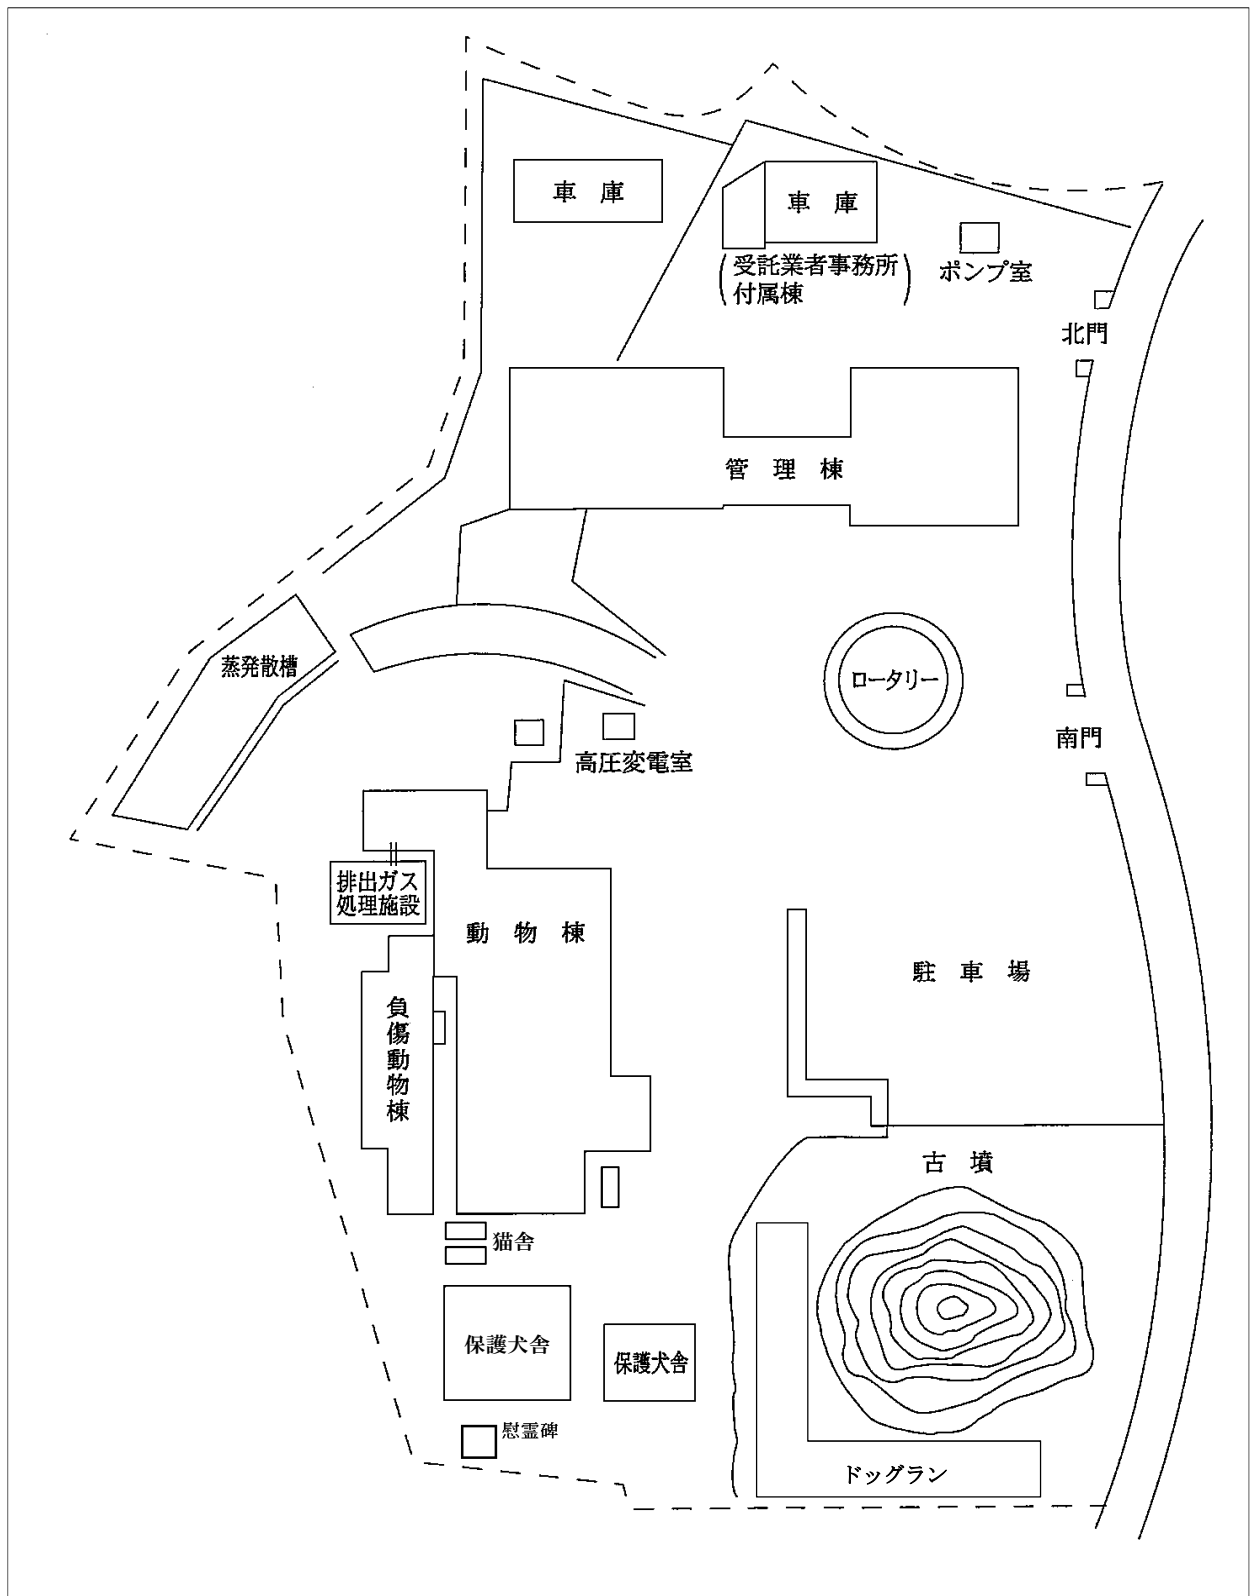 車庫
車庫
(受託業者事務所
付属棟)
ポンプ室
北門
管理棟
蒸発散槽
ロータリー
南門
高圧変電室
排出ガス
処理施設
動物棟
負傷動物棟
駐車場
古墳
猫舎
保護犬舎
保護犬舎
慰霊碑
ドッグラン